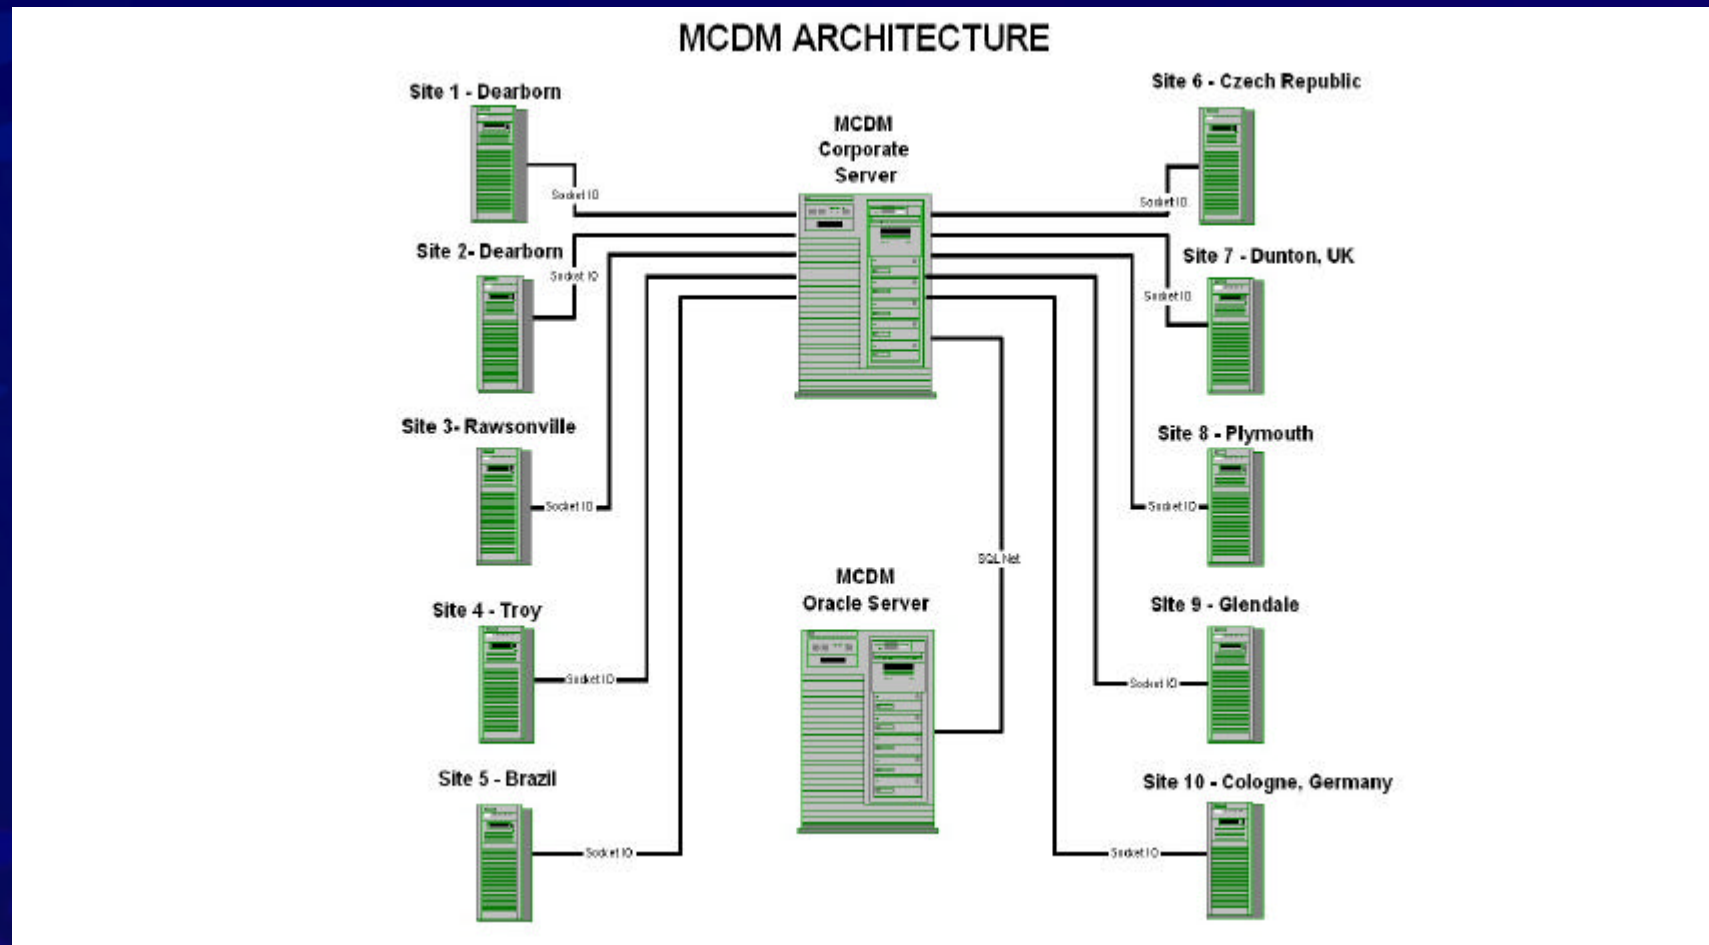 MCDM ARCHITECTURE
Site 1 - Dearborn
Socket IO
Site 2- Dearborn
Socket IO
Site 3- Rawsonville
Socket IO
Site 4 - Troy
Socket IO
Site 5 - Brazil
Socket IO
MCDM
Corporate
Server
SQL Net
MCDM
Oracle Server
Site 6 - Czech Republic
Socket IO
Site 7 - Dunton, UK
Socket IO
Site 8 - Plymouth
Socket IO
Site 9 - Glendale
Socket IO
Site 10 - Cologne, Germany
Socket IO